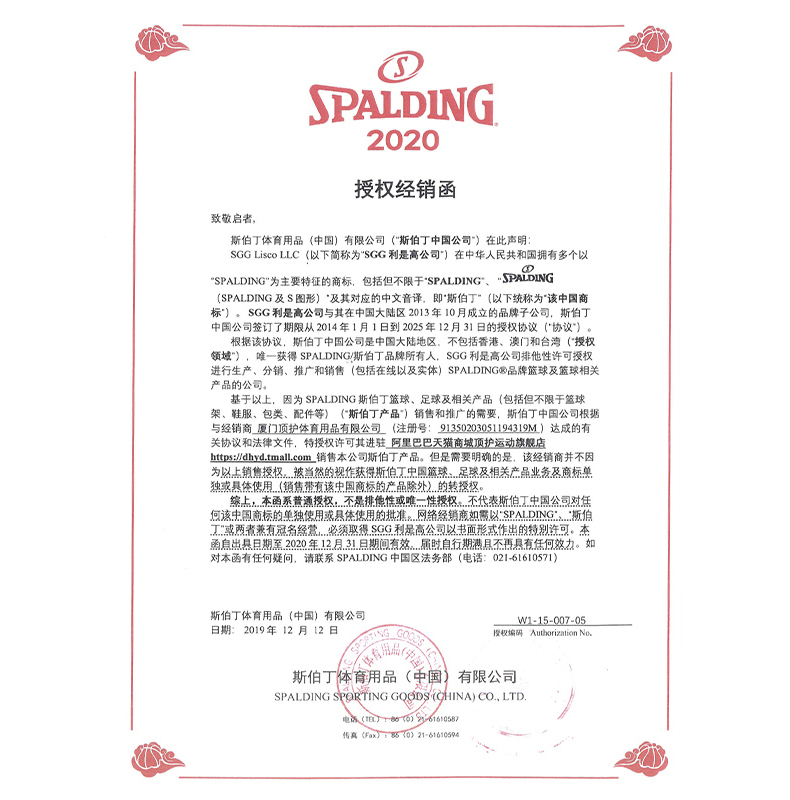 SPALDING
2020
授权经销函
致敬启者，
斯伯丁体育用品（中国）有限公司（“斯伯丁中国公司”）在此声明：
SGG Lisco LLC（以下简称为“SGG 利是高公司”）在中华人民共和国拥有多个以
“SPALDING”为主要特征的商标，包括但不限于“SPALDING”、“SPALDING
（SPALDING 及 S 图形）”及其对应的中文音译，即“斯伯丁”（以下统称为“该中国商
标”）。SGG 利是高公司与其在中国大陆区 2013 年 10 月成立的品牌子公司，斯伯丁
中国公司签订了期限从 2014 年 1 月 1 日到 2025 年 12 月 31 日的授权协议（“协议”）。
根据该协议，斯伯丁中国公司是中国大陆地区，不包括香港、澳门和台湾（“授权
领域”），唯一获得 SPALDING/斯伯丁品牌所有人，SGG 利是高公司排他性许可授权
进行生产、分销、推广和销售（包括在线以及实体）SPALDING®品牌篮球及篮球相关
产品的公司。
基于以上，因为 SPALDING 斯伯丁篮球、足球及相关产品（包括但不限于篮球
架、鞋服、包类、配件等）（“斯伯丁产品”）销售和推广的需要，斯伯丁中国公司根据
与经销商 厦门顶护体育用品有限公司（注册号： 91350203051194319M ）达成的有
关协议和法律文件，特授权许可其进驻 阿里巴巴天猫商城顶护运动旗舰店
https://dhyd.tmall.com 销售本公司斯伯丁产品。但是需要明确的是，该经销商并不因
为以上销售授权，被当然的视作获得斯伯丁中国篮球、足球及相关产品业务及商标单
独或具体使用（销售带有该中国商标的产品除外）的转授权。
综上，本函系普通授权，不是排他性或唯一性授权。不代表斯伯丁中国公司对任
何该中国商标的单独使用或具体使用的批准。网络经销商如需以“SPALDING”、“斯伯
丁”或两者兼有冠名经营，必须取得 SGG 利是高公司以书面形式作出的特别许可。本
函自出具日期至 2020 年 12 月 31 日期间有效，届时自行期满且不再具有任何效力。如
对本函有任何疑问，请联系 SPALDING 中国区法务部（电话：021-61610571）
斯伯丁体育用品（中国）有限公司
日期： 2019 年 12 月 12 日
W1-15-007-05
授权编码 Authorization No.
斯伯丁体育用品（中国）有限公司
SPALDING SPORTING GOODS (CHINA) CO., LTD.
电话（TEL）：86（0）21-61610587
传真（Fax）：86（0）21-61610594